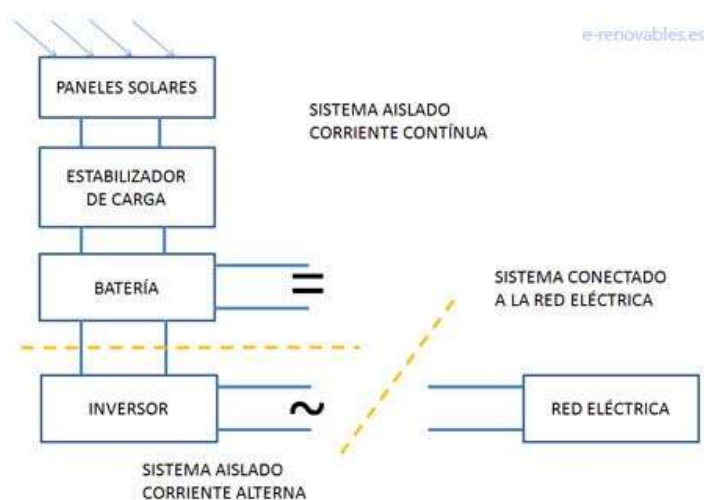 e-renovables.es
PANELES SOLARES
SISTEMA AISLADO
CORRIENTE CONTÍNUA
ESTABILIZADOR
DE CARGA
BATERÍA
=
SISTEMA CONECTADO
A LA RED ELÉCTRICA
INVERSOR
~
RED ELÉCTRICA
SISTEMA AISLADO
CORRIENTE ALTERNA